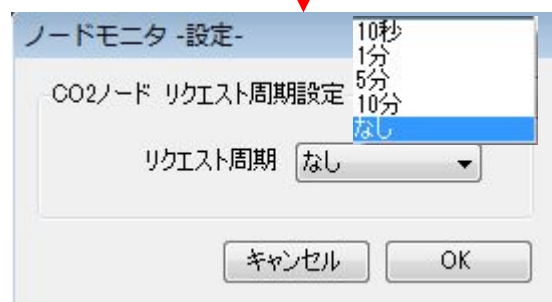 ノードモニタ -設定-
10秒
1分
5分
10分
なし
CO2ノード リクエスト周期設定
リクエスト周期 なし
キャンセル OK